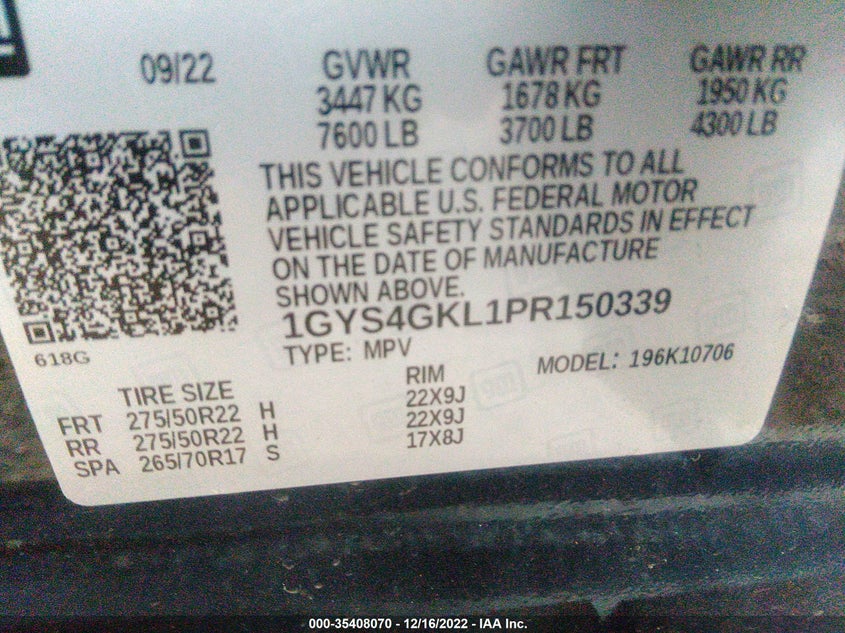 09/22
GVWR GAWR FRT GAWR RR
3447 KG 1678 KG 1950 KG
7600 LB 3700 LB 4300 LB
THIS VEHICLE CONFORMS TO ALL
APPLICABLE U.S. FEDERAL MOTOR
VEHICLE SAFETY STANDARDS IN EFFECT
ON THE DATE OF MANUFACTURE
SHOWN ABOVE.
1GYS4GKL1PR150339
618G
TYPE: MPV MODEL: 196K10706
TIRE SIZE RIM
FRT 275/50R22 H 22X9J
RR 275/50R22 H 22X9J
SPA 265/70R17 S 17X8J
000-35408070 - 12/16/2022 - IAA Inc.